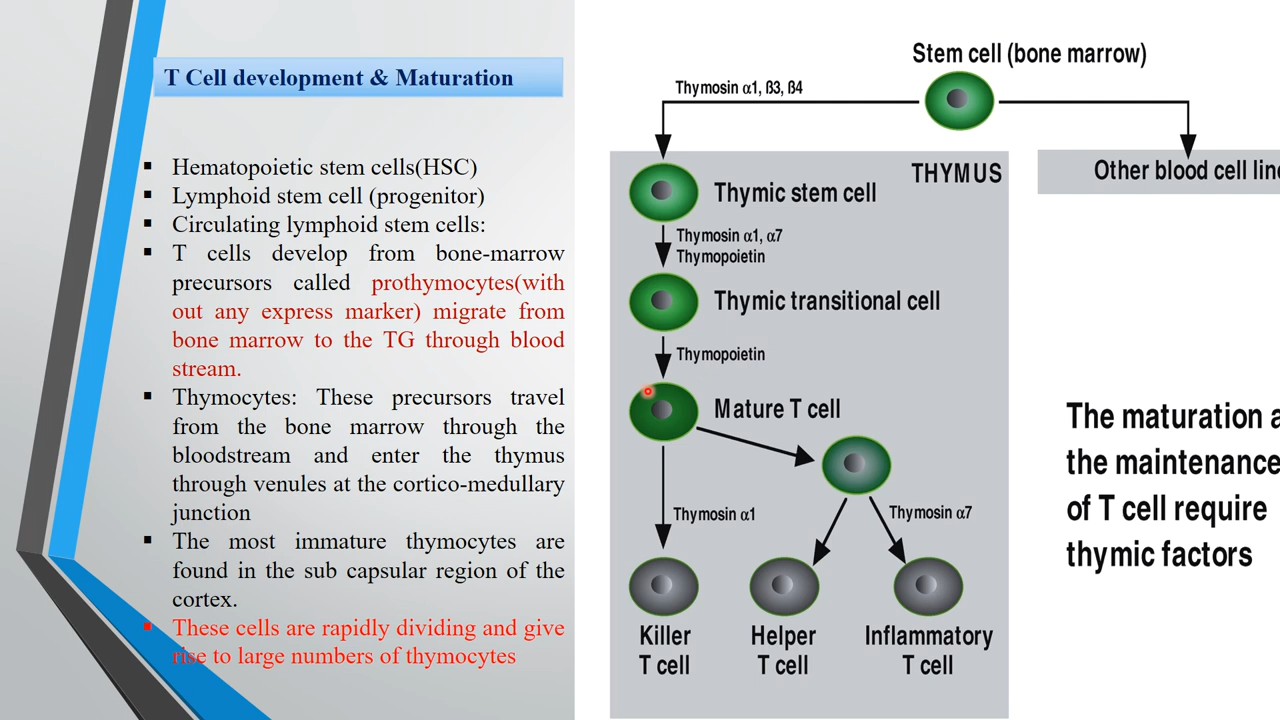 T Cell development & Maturation
▪ Hematopoietic stem cells(HSC)
▪ Lymphoid stem cell (progenitor)
▪ Circulating lymphoid stem cells:
▪ T cells develop from bone-marrow
precursors called prothymocytes(with
out any express marker) migrate from
bone marrow to the TG through blood
stream.
▪ Thymocytes: These precursors travel
from the bone marrow through the
bloodstream and enter the thymus
through venules at the cortico-medullary
junction
▪ The most immature thymocytes are
found in the sub capsular region of the
cortex.
▪ These cells are rapidly dividing and give
rise to large numbers of thymocytes
Stem cell (bone marrow)
Thymosin α1, ß3, ß4
THYMUS
Other blood cell
Thymic stem cell
Thymosin α1, α7
Thymopoietin
Thymic transitional cell
Thymopoietin
Mature T cell
Thymosin α1
Thymosin α7
Killer
T cell
Helper
T cell
Inflammatory
T cell
The maturation
the maintenance
of T cell require
thymic factors